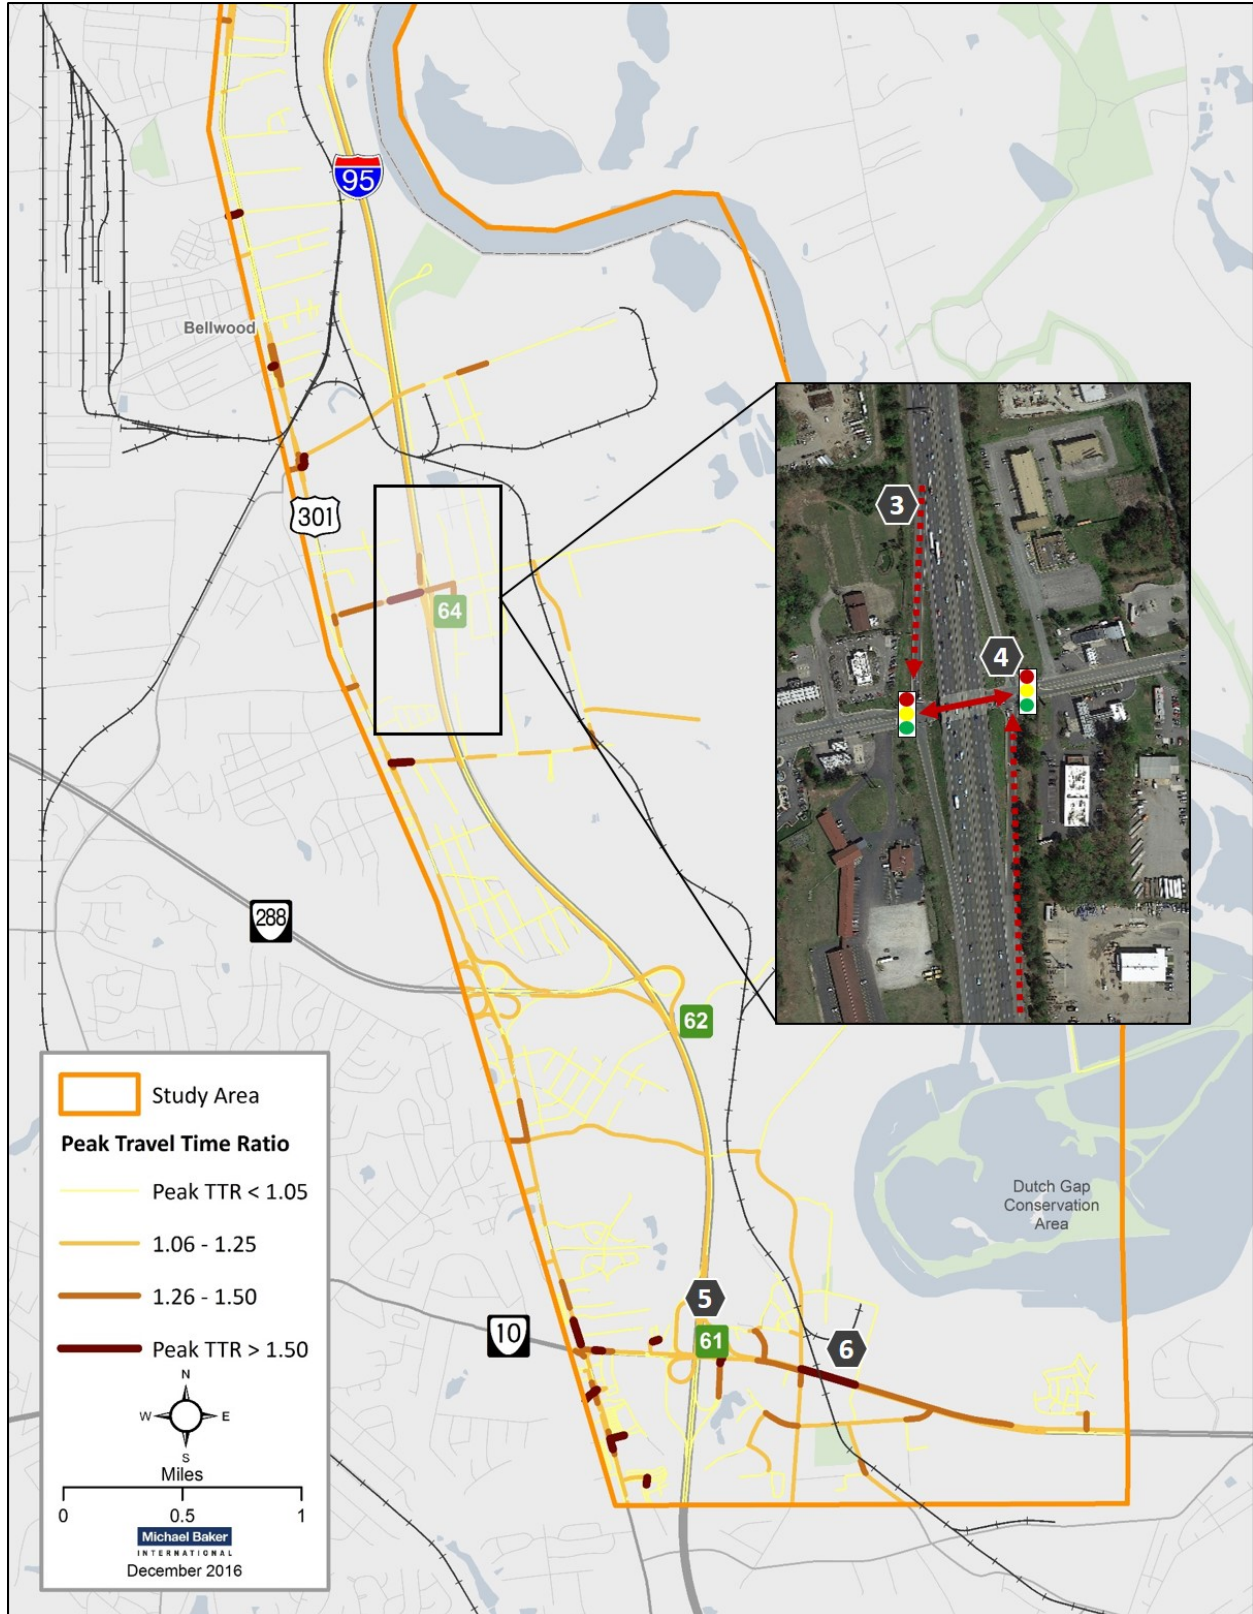 95
Bellwood
301
3
4
64
288
62
Study Area
Peak Travel Time Ratio
Peak TTR < 1.05
1.06 - 1.25
1.26 - 1.50
Peak TTR > 1.50
N
W E
S
Miles
0 0.5 1
Michael Baker
INTERNATIONAL
December 2016
Dutch Gap
Conservation
Area
5
10
61
6